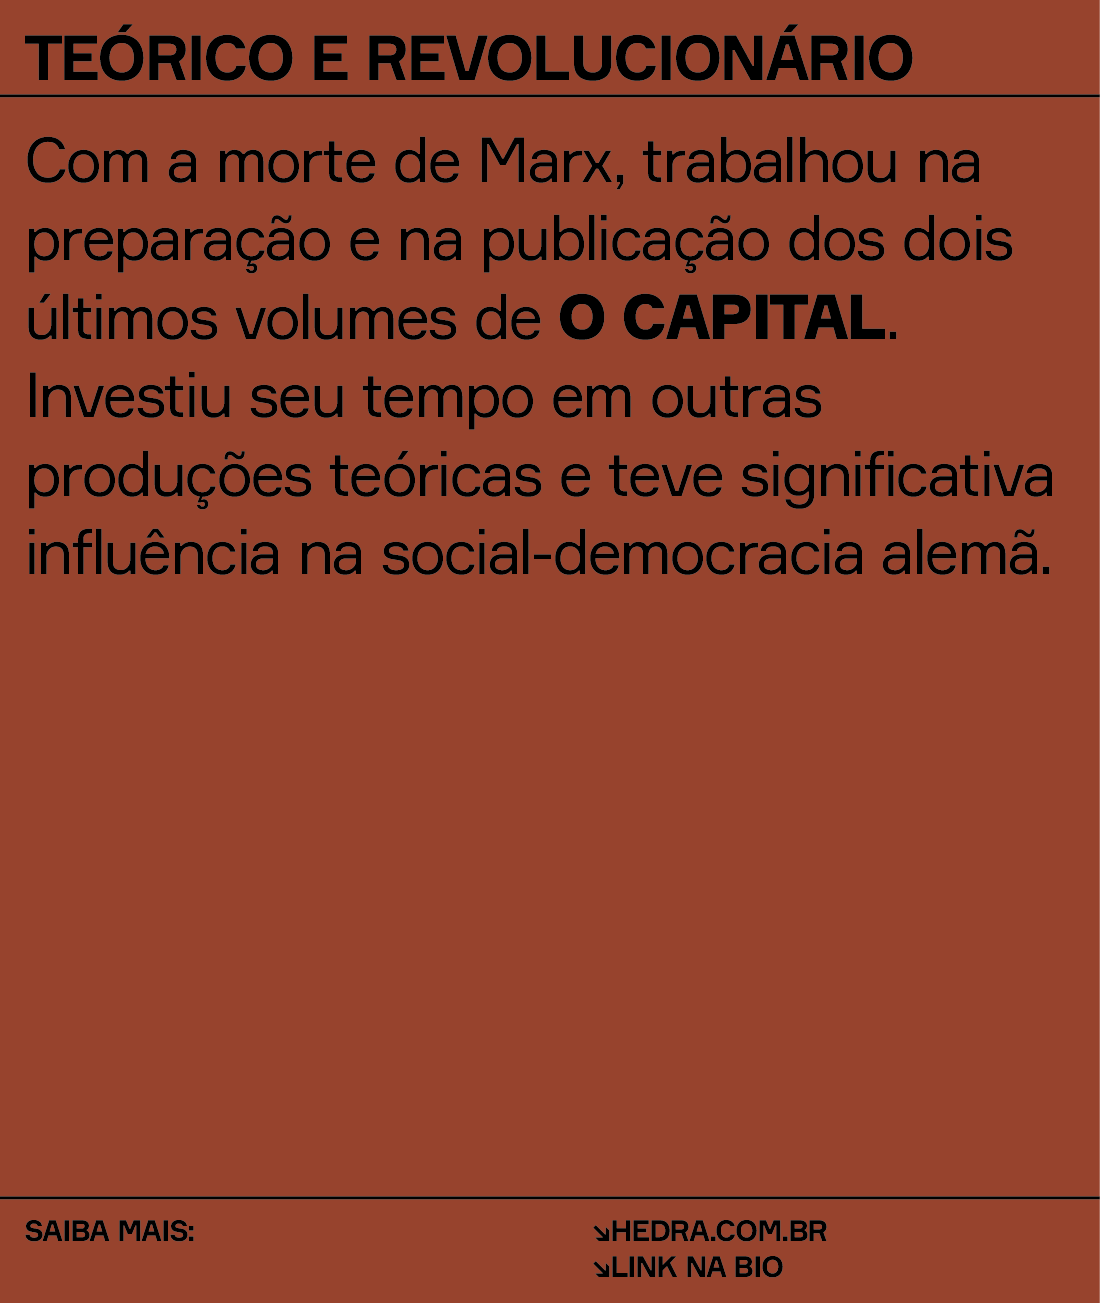 TEÓRICO E REVOLUCIONÁRIO
Com a morte de Marx, trabalhou na
preparação e na publicação dos dois
últimos volumes de O CAPITAL.
Investiu seu tempo em outras
produções teóricas e teve significativa
influência na social-democracia alemã.
SAIBA MAIS:
↘HEDRA.COM.BR
↘LINK NA BIO